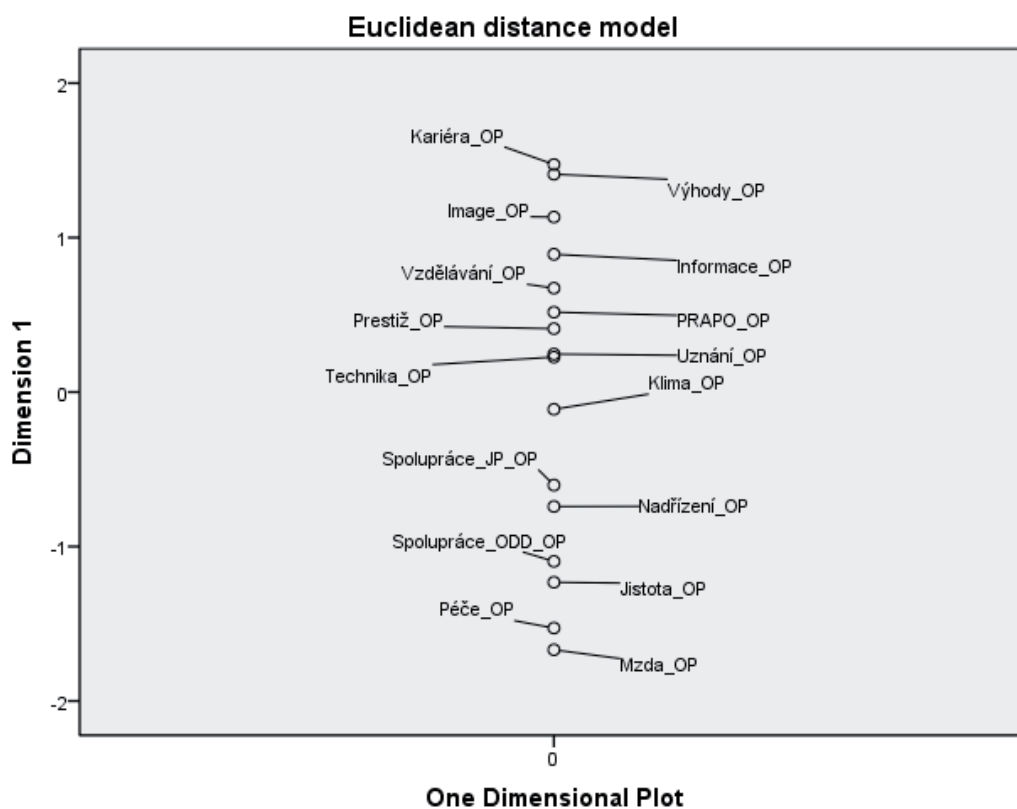 Euclidean distance model
2
Kariéra_OP
Výhody_OP
Image_OP
1
Informace_OP
Vzdělávání_OP
Prestiž_OP
PRAPO_OP
Uznání_OP
Technika_OP
Klima_OP
0
Dimension 1
Spolupráce_JP_OP
Nadřízení_OP
Spolupráce_ODD_OP
-1
Jistota_OP
Péče_OP
Mzda_OP
-2
0
One Dimensional Plot